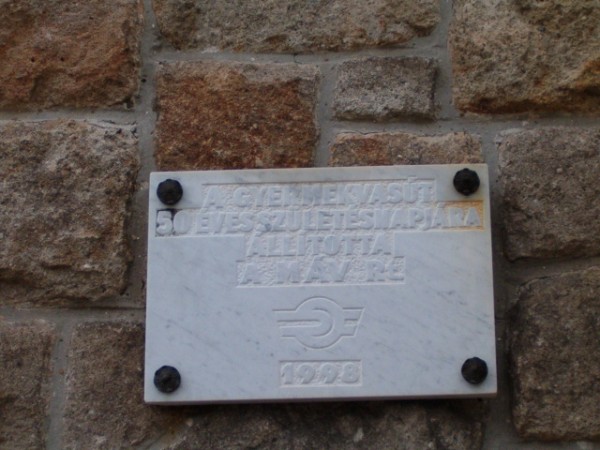 A GYERMEKVASÚT
50 ÉVES SZÜLETÉSNAPJÁRA
ÁLLÍTOTTA
A MÁV RT
1998